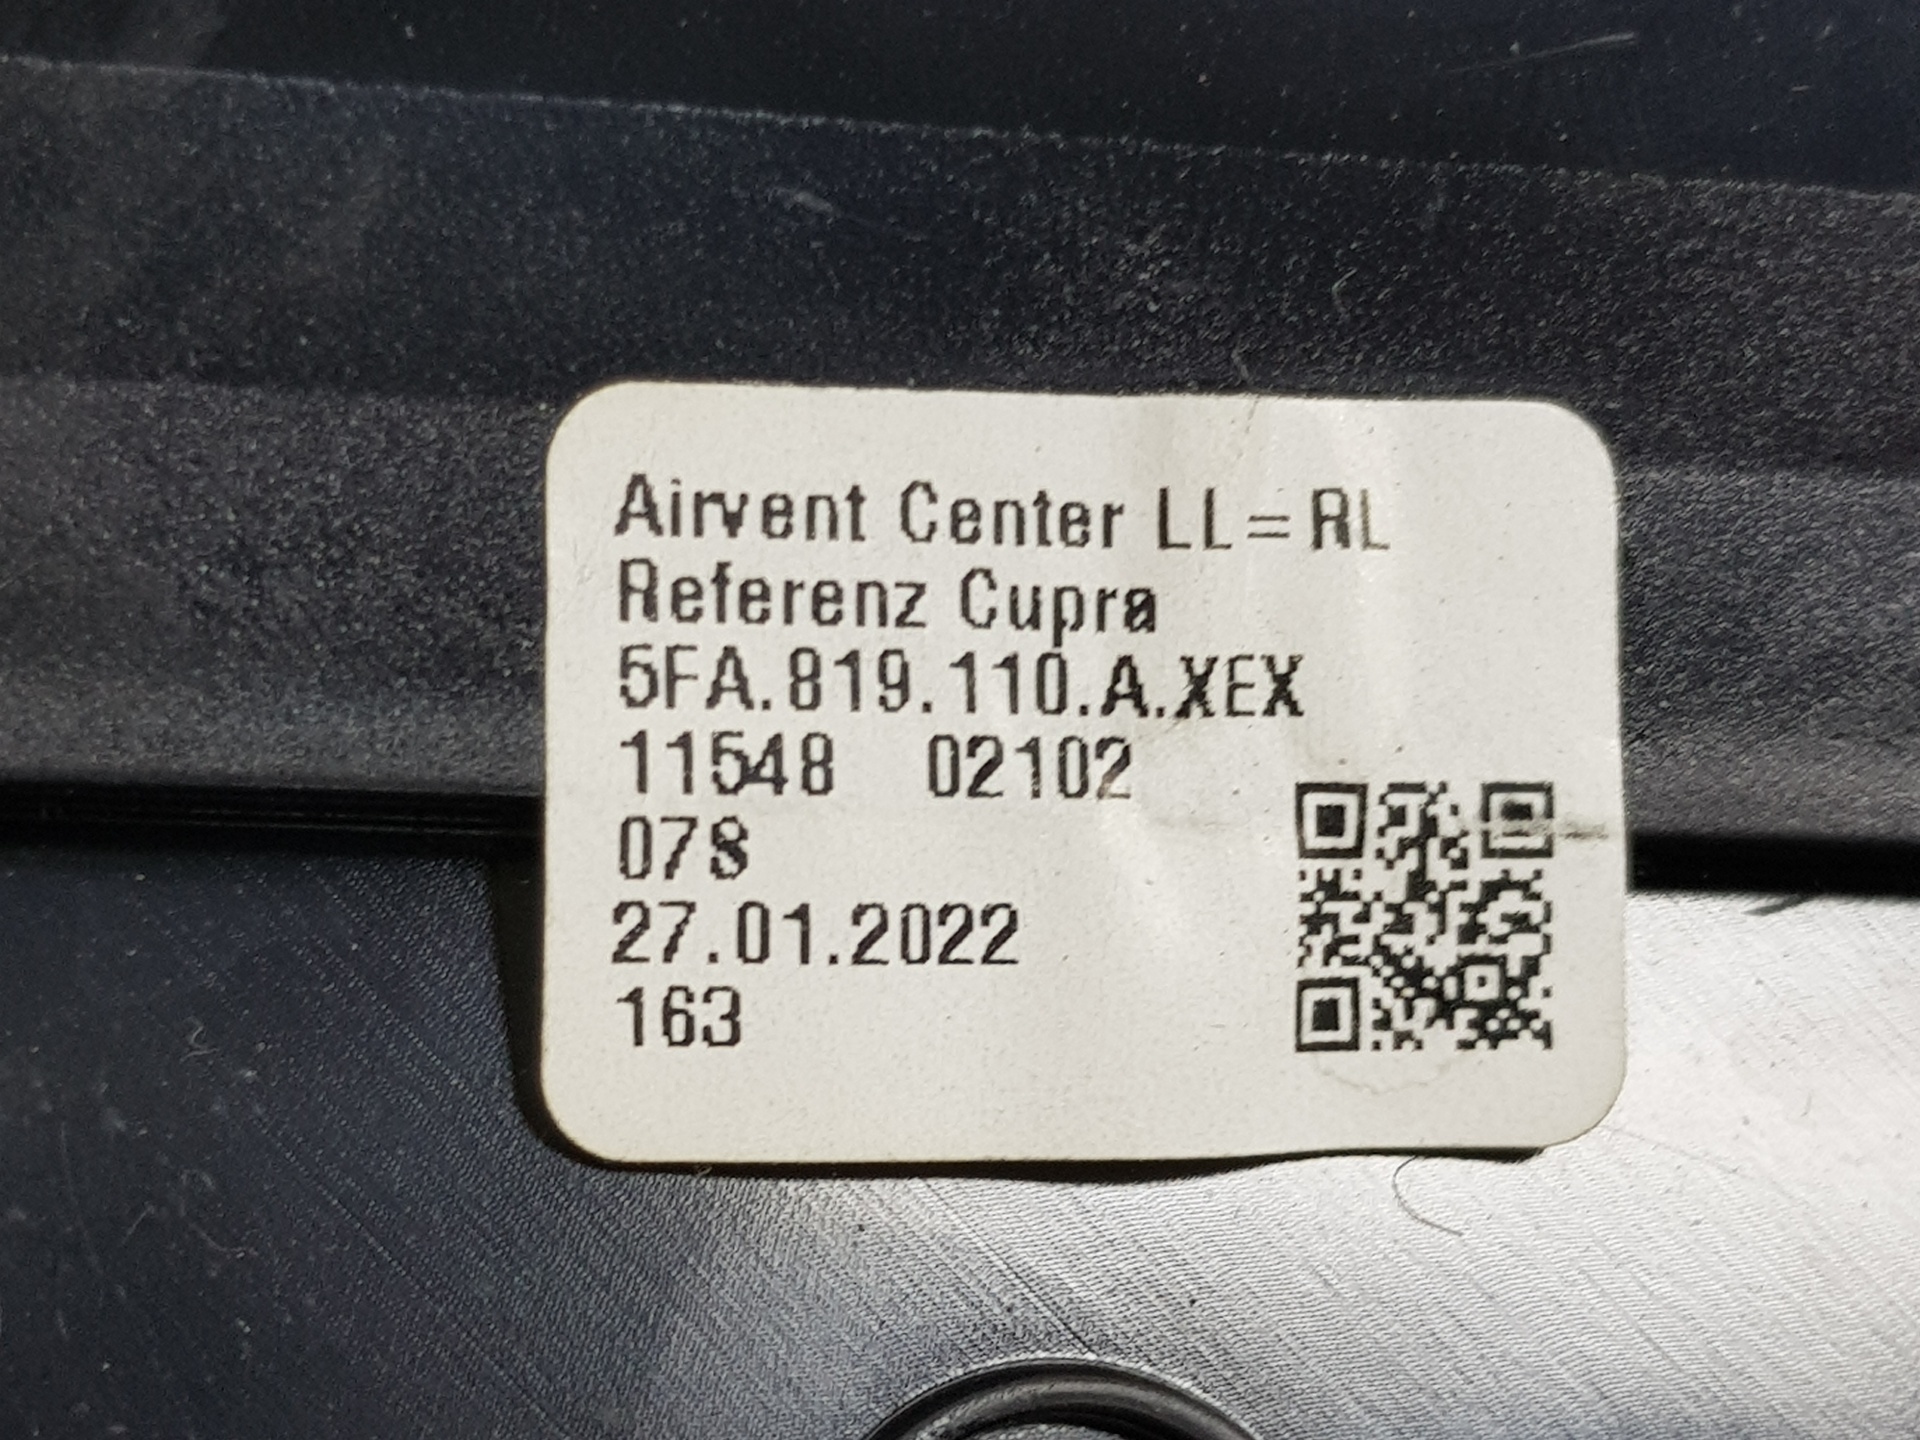 Airvent Center LL=RL
Referenz Cupra
5FA.819.110.A.XEX
11548 02102
078
27.01.2022
163